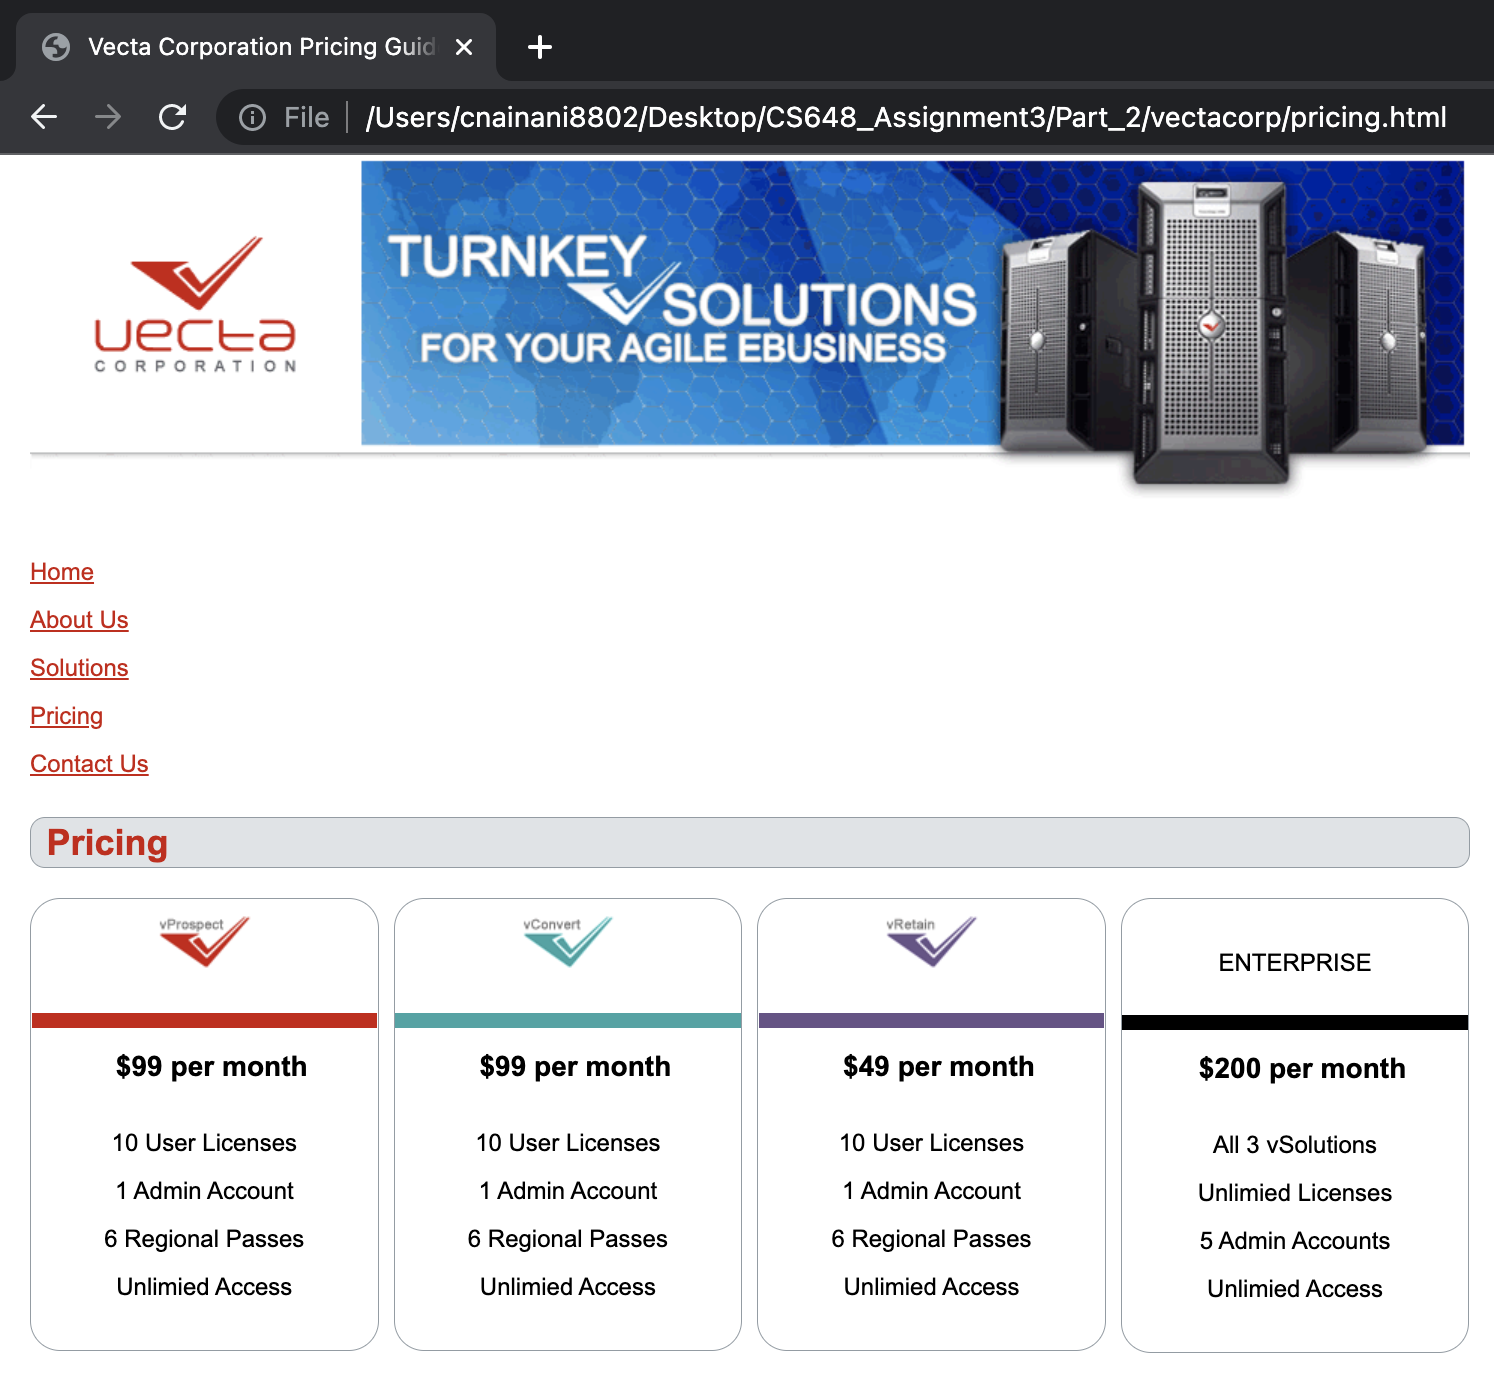 Vecta Corporation Pricing Guid
File
/Users/cnainani8802/Desktop/CS648_Assignment3/Part_2/vectacorp/pricing.html
vecta
CORPORATION
TURNKEY
SOLUTIONS
FOR YOUR AGILE EBUSINESS
Home
About Us
Solutions
Pricing
Contact Us
Pricing
vProspect
$99 per month
10 User Licenses
1 Admin Account
6 Regional Passes
Unlimied Access
vConvert
$99 per month
10 User Licenses
1 Admin Account
6 Regional Passes
Unlimied Access
vRetain
$49 per month
10 User Licenses
1 Admin Account
6 Regional Passes
Unlimied Access
ENTERPRISE
$200 per month
All 3 vSolutions
Unlimied Licenses
5 Admin Accounts
Unlimied Access